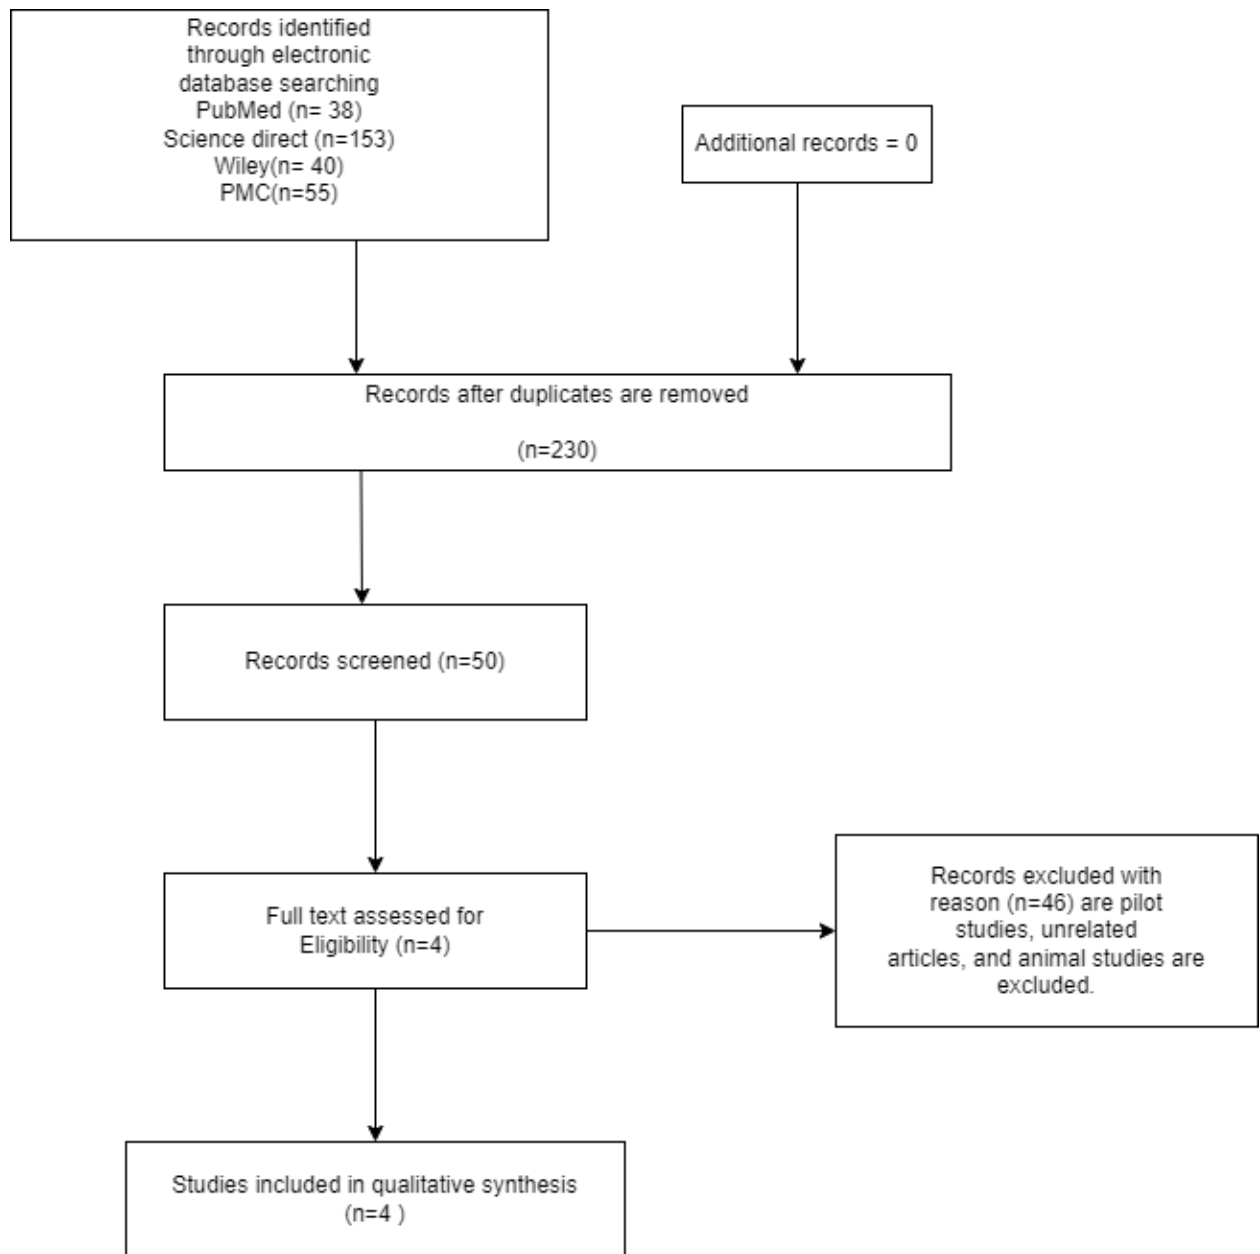 Records identified
through electronic
database searching
PubMed (n= 38)
Science direct (n=153)
Wiley(n= 40)
PMC(n=55)
Additional records = 0
Records after duplicates are removed
(n=230)
Records screened (n=50)
Full text assessed for
Eligibility (n=4)
Records excluded with
reason (n=46) are pilot
studies, unrelated
articles, and animal studies are
excluded.
Studies included in qualitative synthesis
(n=4 )